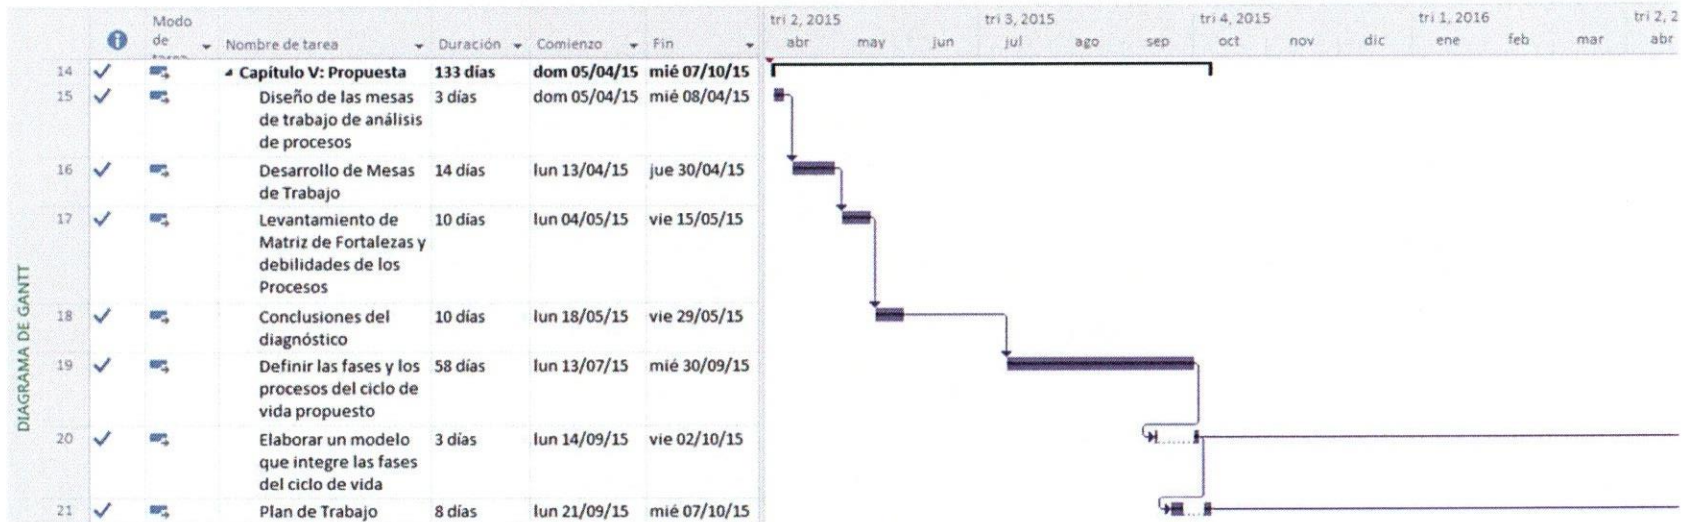 Modo
de
Nombre de tarea Duración Comienzo Fin
tri 2, 2015 tri 3, 2015 tri 4, 2015 tri 1, 2016 tri 2, 2
abr may jun jul ago sep oct nov dic ene feb mar abr
14 Capítulo V: Propuesta 133 días dom 05/04/15 mié 07/10/15
15 Diseño de las mesas 3 días dom 05/04/15 mié 08/04/15
de trabajo de análisis
de procesos
16 Desarrollo de Mesas 14 días lun 13/04/15 jue 30/04/15
de Trabajo
17 Levantamiento de 10 días lun 04/05/15 vie 15/05/15
Matriz de Fortalezas y
debilidades de los
Procesos
18 Conclusiones del 10 días lun 18/05/15 vie 29/05/15
diagnóstico
19 Definir las fases y los 58 días lun 13/07/15 mié 30/09/15
procesos del ciclo de
vida propuesto
20 Elaborar un modelo 3 días lun 14/09/15 vie 02/10/15
que integre las fases
del ciclo de vida
21 Plan de Trabajo 8 días lun 21/09/15 mié 07/10/15
DIAGRAMA DE GANTT